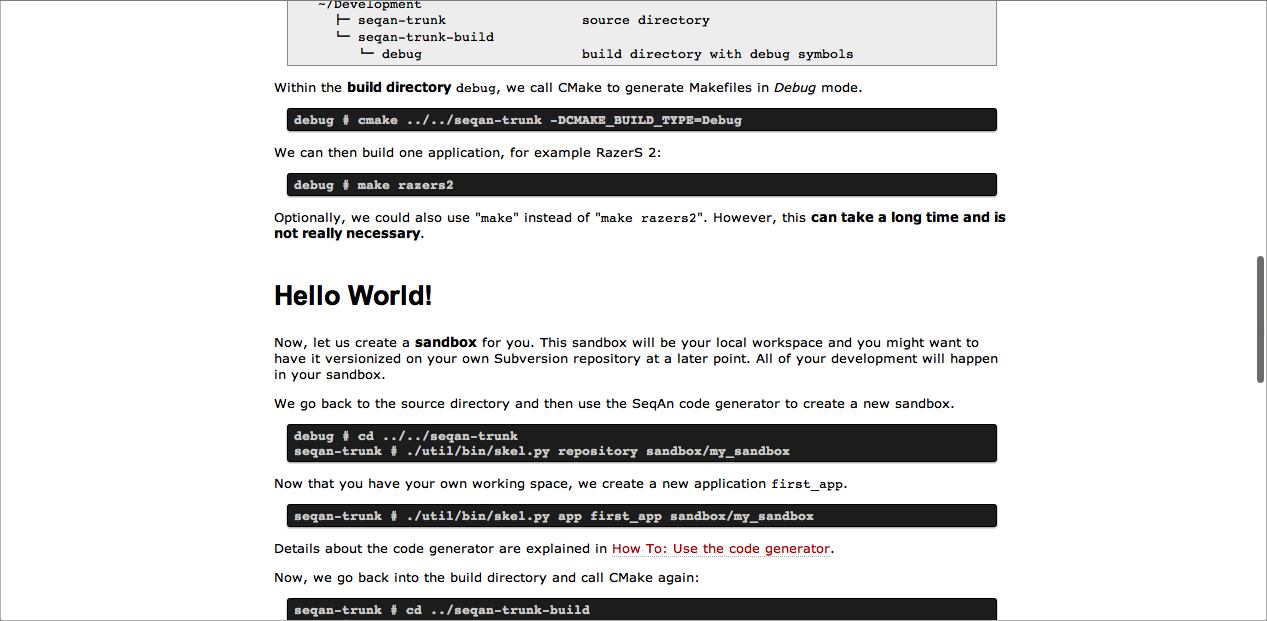 ~/Development
├─ seqan-trunk source directory
└─ seqan-trunk-build
└─ debug build directory with debug symbols
Within the build directory debug, we call CMake to generate Makefiles in Debug mode.
debug # cmake ../../seqan-trunk -DCMAKE_BUILD_TYPE=Debug
We can then build one application, for example RazerS 2:
debug # make razers2
Optionally, we could also use "make" instead of "make razers2". However, this can take a long time and is
not really necessary.
Hello World!
Now, let us create a sandbox for you. This sandbox will be your local workspace and you might want to
have it versionized on your own Subversion repository at a later point. All of your development will happen
in your sandbox.
We go back to the source directory and then use the SeqAn code generator to create a new sandbox.
debug # cd ../../seqan-trunk
seqan-trunk # ./util/bin/skel.py repository sandbox/my_sandbox
Now that you have your own working space, we create a new application first_app.
seqan-trunk # ./util/bin/skel.py app first_app sandbox/my_sandbox
Details about the code generator are explained in How To: Use the code generator.
Now, we go back into the build directory and call CMake again:
seqan-trunk # cd ../seqan-trunk-build